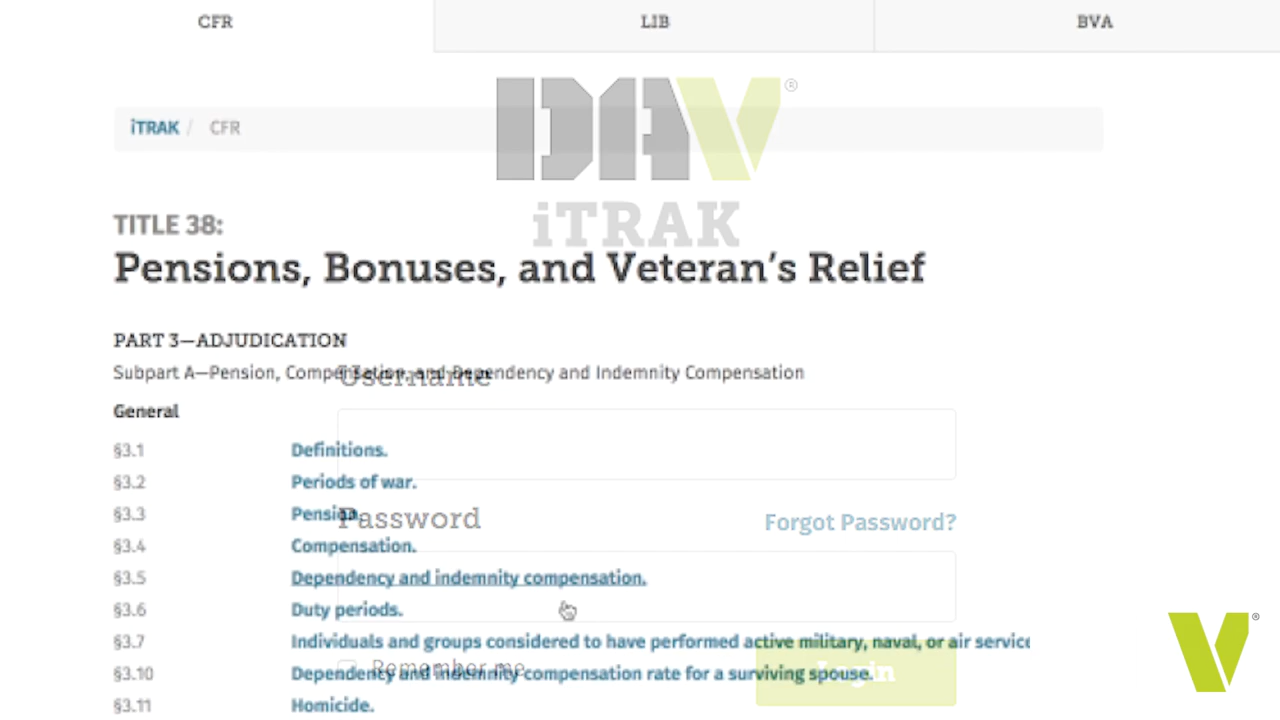 CFR LIB BVA
DAV®
iTRAK / CFR
iTRAK
TITLE 38:
Pensions, Bonuses, and Veteran's Relief
PART 3—ADJUDICATION
Subpart A—Pension, Compensation, and Dependency and Indemnity Compensation
Username
General
§3.1 Definitions.
§3.2 Periods of war.
§3.3 Pension.
Password Forgot Password?
§3.4 Compensation.
§3.5 Dependency and indemnity compensation.
§3.6 Duty periods.
§3.7 Individuals and groups considered to have performed active military, naval, or air service
Remember me Login
§3.10 Dependency and indemnity compensation rate for a surviving spouse.
§3.11 Homicide.
V®